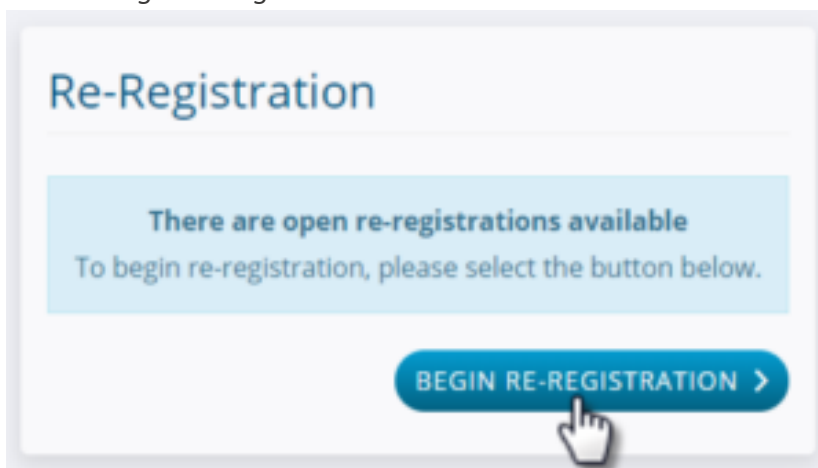 Re-Registration
There are open re-registrations available
To begin re-registration, please select the button below.
BEGIN RE-REGISTRATION >